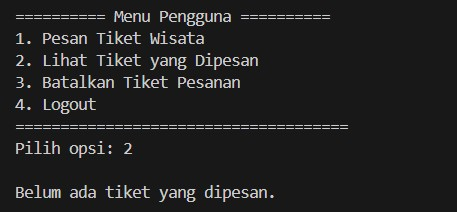 ========== Menu Pengguna ==========
1. Pesan Tiket Wisata
2. Lihat Tiket yang Dipesan
3. Batalkan Tiket Pesanan
4. Logout
=====================================
Pilih opsi: 2
Belum ada tiket yang dipesan.